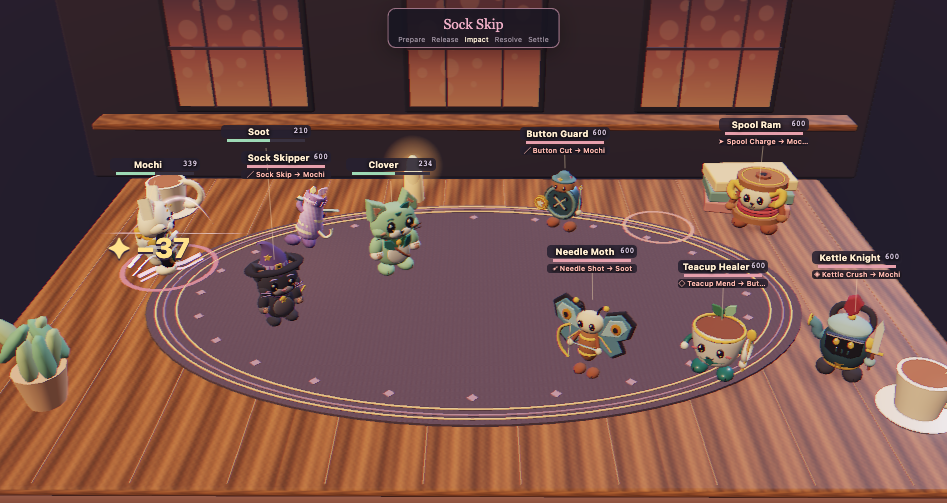 Sock Skip
Prepare Release Impact Resolve Settle
Soot 210
Mochi 339
Sock Skipper 600
Sock Skip → Mochi
Clover 234
Button Guard 600
Button Cut → Mochi
Spool Ram 600
Spool Charge → Moc...
-37
Needle Moth 600
Needle Shot → Soot
Teacup Healer 600
Teacup Mend → But...
Kettle Knight 600
Kettle Crush → Mochi